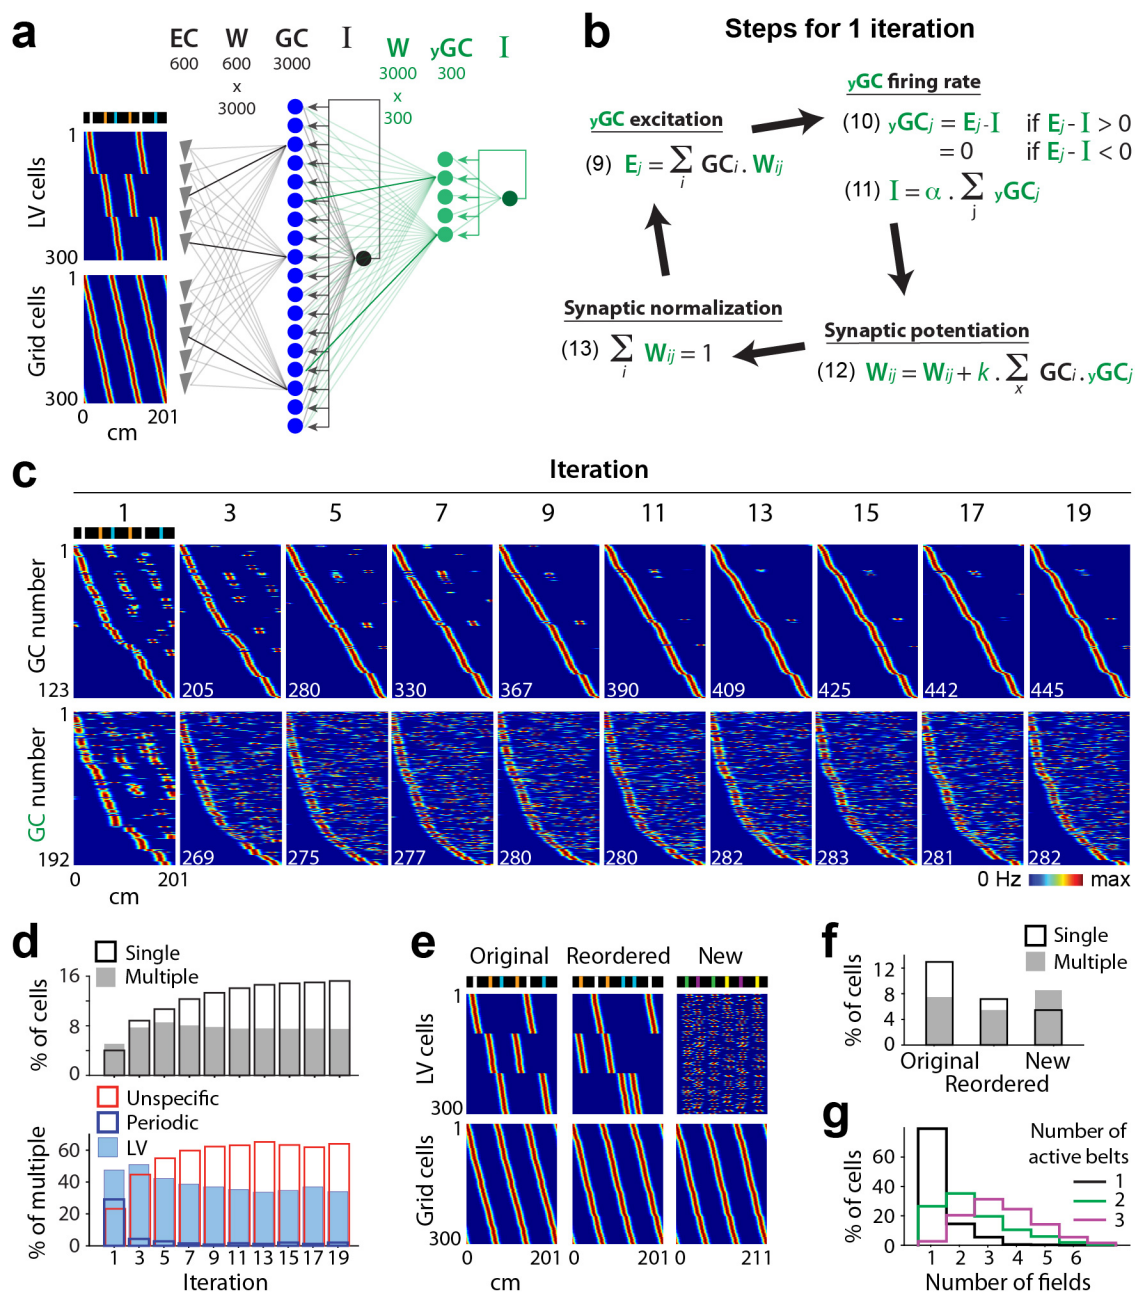 a
EC W GC I W yGC I
600 600 3000 3000 300
x x
3000 300
1
LV cells
300
1
Grid cells
300
0 201
cm
b
Steps for 1 iteration
yGC firing rate
(10) yGCj = Ej - I if Ej - I > 0
= 0 if Ej - I < 0
(11) I = α . ∑ yGCj
j
yGC excitation
(9) Ej = ∑ GCi . Wij
i
Synaptic normalization
(13) ∑ Wij = 1
i
Synaptic potentiation
(12) Wij = Wij + k . ∑ GCi . yGCj
x
c
Iteration
1 3 5 7 9 11 13 15 17 19
1
GC number
123 205 280 330 367 390 409 425 442 445
1
GC number
192 269 275 277 280 280 282 283 281 282
0 201
cm
0 Hz max
d
Single
Multiple
16
8
0
% of cells
Unspecific
Periodic
LV
60
40
20
0
% of multiple
1 3 5 7 9 11 13 15 17 19
Iteration
e
Original Reordered New
1
LV cells
300
1
Grid cells
300
0 201 0 201 0 211
cm
f
Single
Multiple
12
8
4
0
% of cells
Original New
Reordered
g
Number of
active belts
1
2
3
60
40
20
0
% of cells
1 2 3 4 5 6
Number of fields